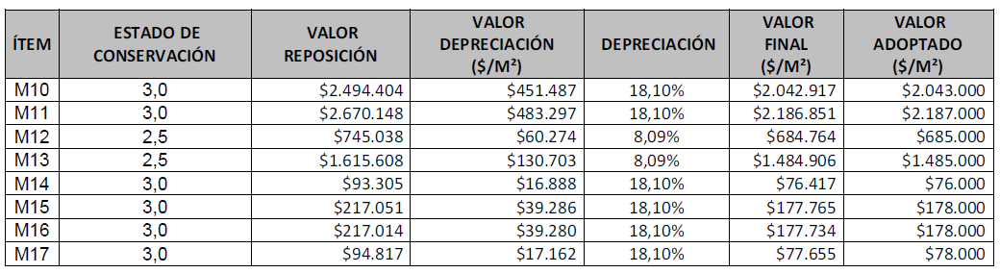 ÍTEM ESTADO DE CONSERVACIÓN VALOR REPOSICIÓN VALOR DEPRECIACIÓN ($/M²) DEPRECIACIÓN VALOR FINAL ($/M²) VALOR ADOPTADO ($/M²)
M10 3,0 $2.494.404 $451.487 18,10% $2.042.917 $2.043.000
M11 3,0 $2.670.148 $483.297 18,10% $2.186.851 $2.187.000
M12 2,5 $745.038 $60.274 8,09% $684.764 $685.000
M13 2,5 $1.615.608 $130.703 8,09% $1.484.906 $1.485.000
M14 3,0 $93.305 $16.888 18,10% $76.417 $76.000
M15 3,0 $217.051 $39.286 18,10% $177.765 $178.000
M16 3,0 $217.014 $39.280 18,10% $177.734 $178.000
M17 3,0 $94.817 $17.162 18,10% $77.655 $78.000